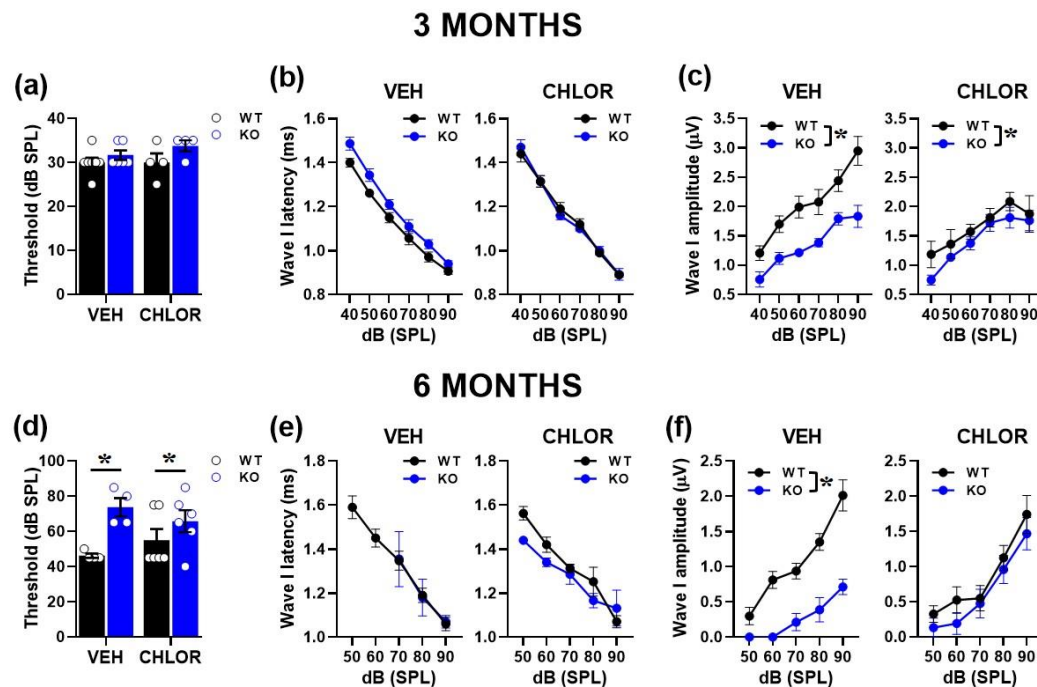 3 MONTHS
(a)
WT
KO
Threshold (dB SPL)
40
30
20
10
0
VEH CHLOR
(b)
VEH
CHLOR
WT
KO
WT
KO
Wave I latency (ms)
1.6
1.4
1.2
1.0
0.8
1.6
1.4
1.2
1.0
0.8
40 50 60 70 80 90
dB (SPL)
40 50 60 70 80 90
dB (SPL)
(c)
VEH
CHLOR
WT
KO
*
WT
KO
*
Wave I amplitude (µV)
3.5
3.0
2.5
2.0
1.5
1.0
0.5
3.5
3.0
2.5
2.0
1.5
1.0
0.5
40 50 60 70 80 90
dB (SPL)
40 50 60 70 80 90
dB (SPL)
6 MONTHS
(d)
WT
KO
* *
Threshold (dB SPL)
100
80
60
40
20
0
VEH CHLOR
(e)
VEH
CHLOR
WT
KO
WT
KO
Wave I latency (ms)
1.8
1.6
1.4
1.2
1.0
1.8
1.6
1.4
1.2
1.0
50 60 70 80 90
dB (SPL)
50 60 70 80 90
dB (SPL)
(f)
VEH
CHLOR
WT
KO
*
WT
KO
Wave I amplitude (µV)
2.5
2.0
1.5
1.0
0.5
0.0
2.5
2.0
1.5
1.0
0.5
0.0
50 60 70 80 90
dB (SPL)
50 60 70 80 90
dB (SPL)